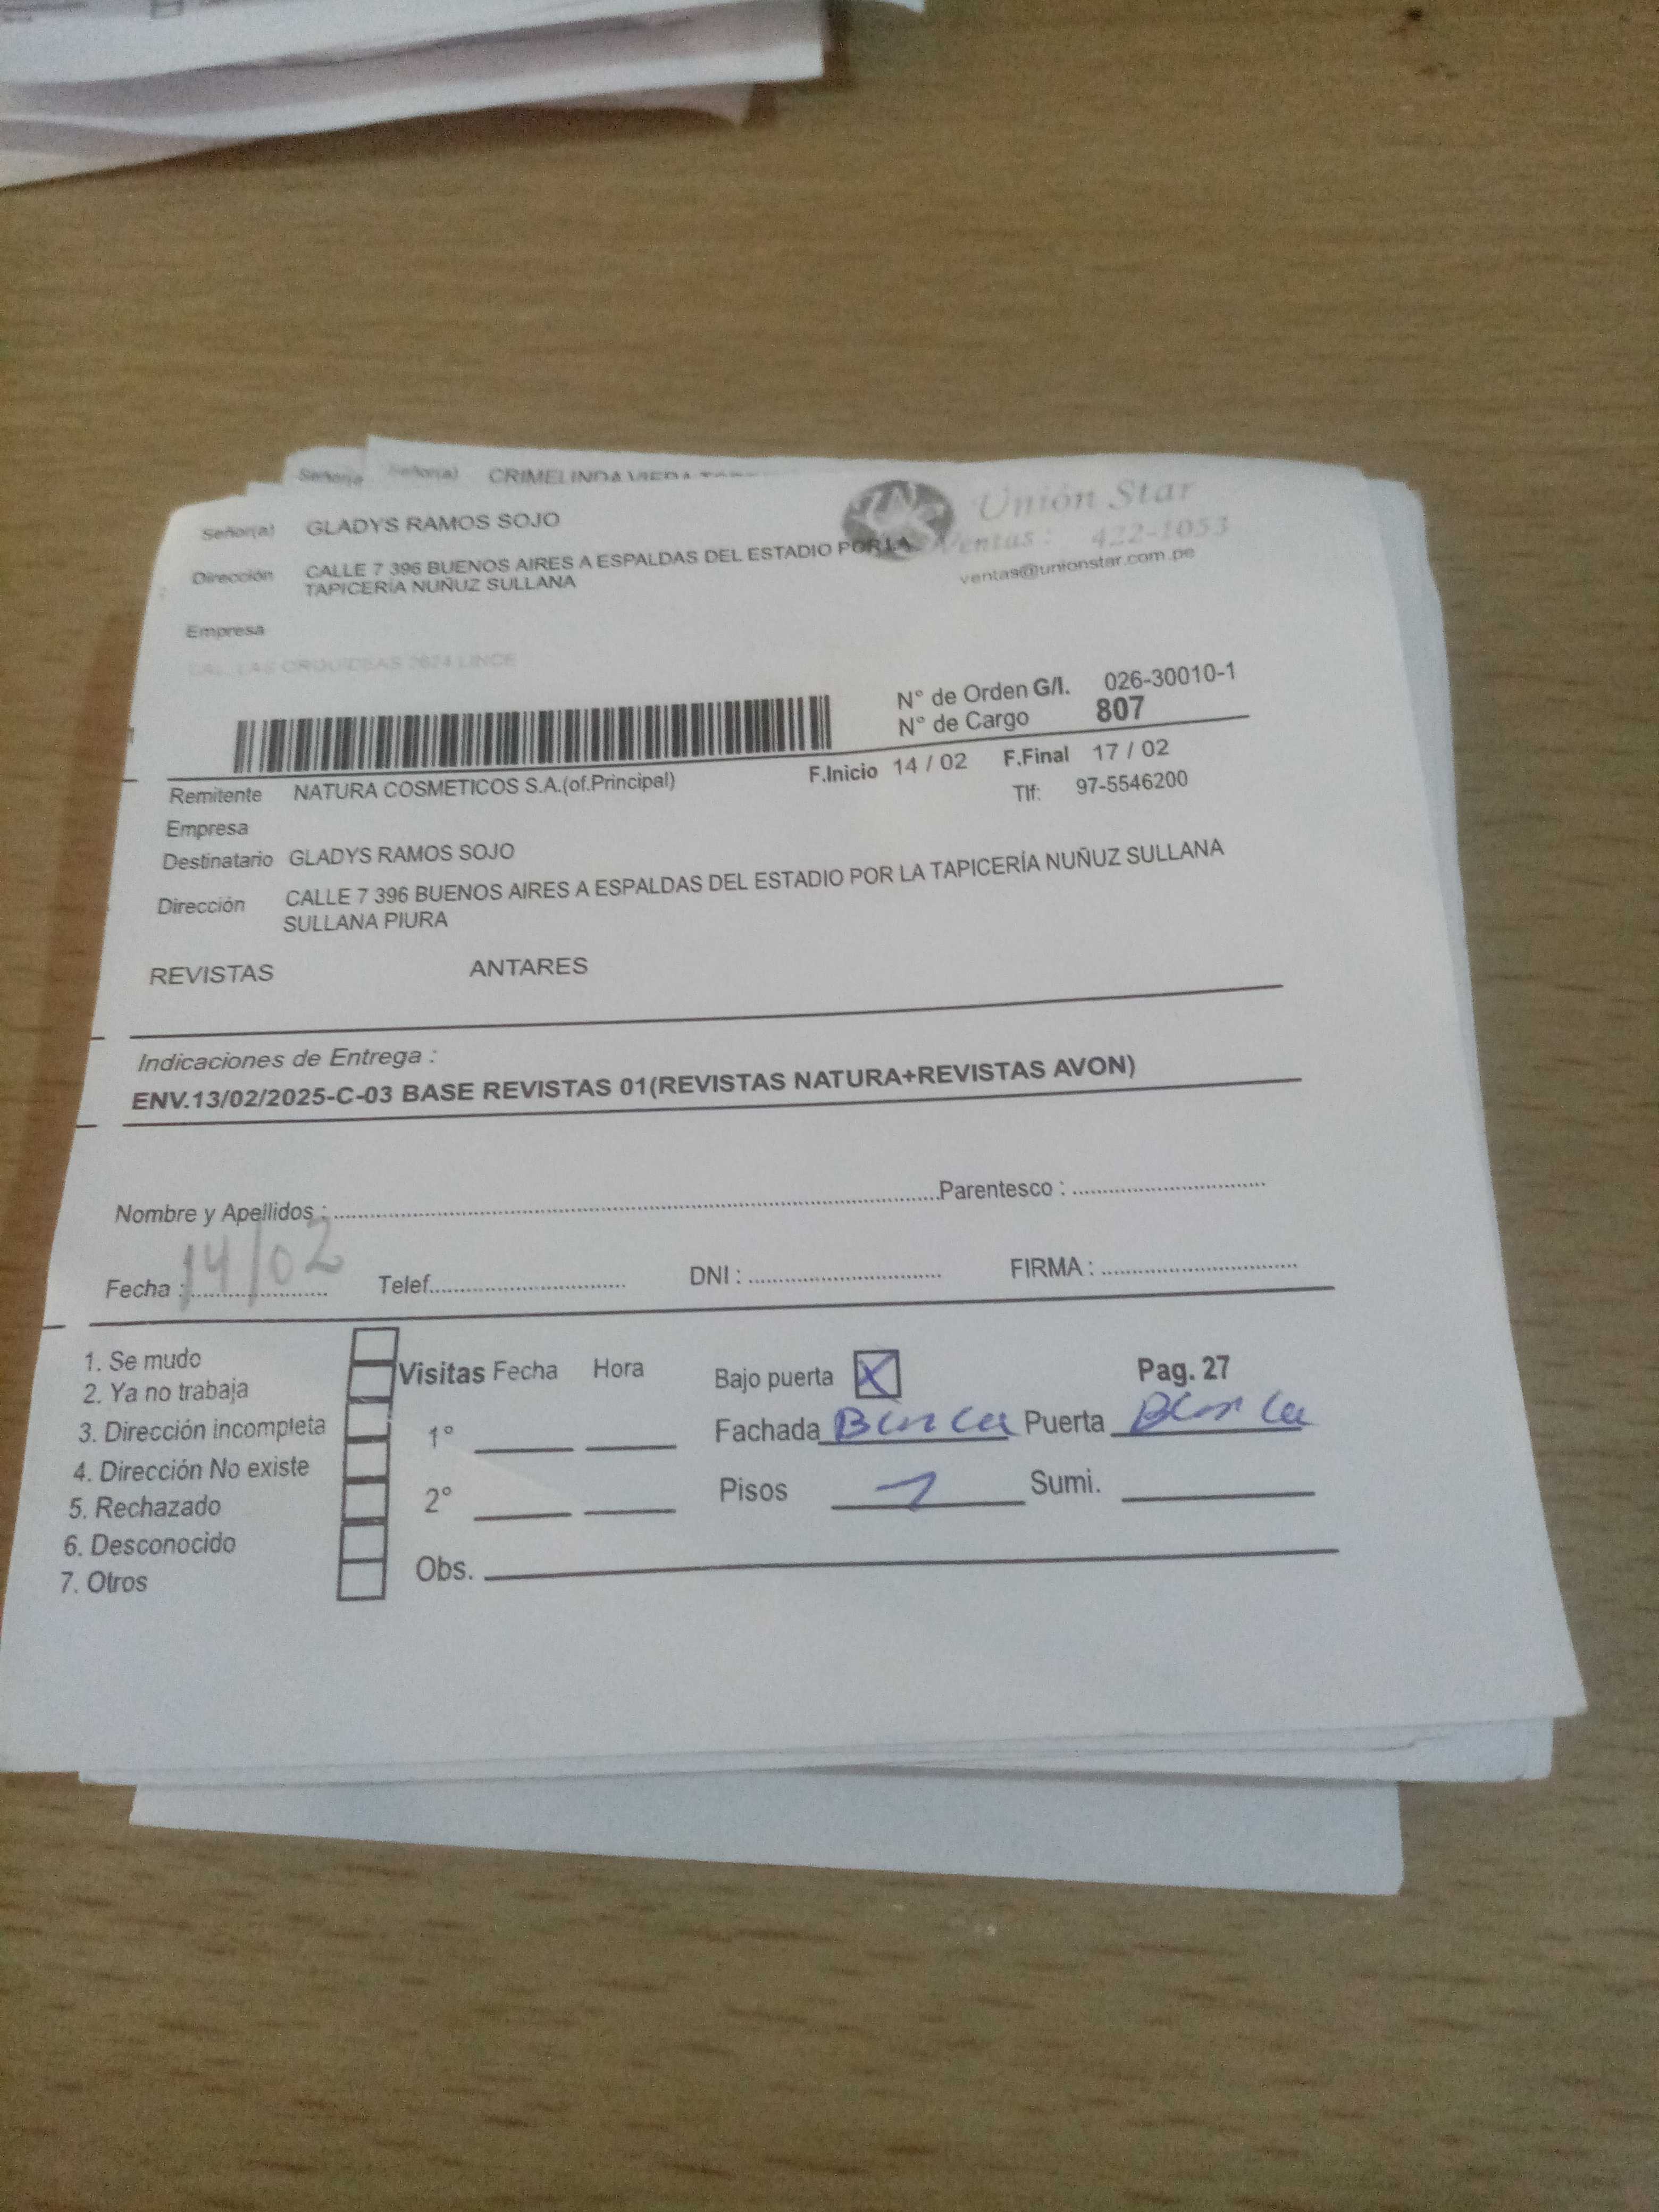 Señor(a) Señor(a) CRIMELINDA VIERA
Señor(a) GLADYS RAMOS SOJO
Unión Star
Ventas : 422-1053
ventas@unionstar.com.pe
Dirección CALLE 7 396 BUENOS AIRES A ESPALDAS DEL ESTADIO POR LA
TAPICERÍA NUÑUZ SULLANA
Empresa
CAL. LAS ORQUIDEAS 2624 LINCE
N° de Orden G/I. 026-30010-1
N° de Cargo 807
F.Inicio 14 / 02 F.Final 17 / 02
Remitente NATURA COSMETICOS S.A.(of.Principal)
Tlf: 97-5546200
Empresa
Destinatario GLADYS RAMOS SOJO
Dirección CALLE 7 396 BUENOS AIRES A ESPALDAS DEL ESTADIO POR LA TAPICERÍA NUÑUZ SULLANA
SULLANA PIURA
REVISTAS ANTARES
Indicaciones de Entrega :
ENV.13/02/2025-C-03 BASE REVISTAS 01(REVISTAS NATURA+REVISTAS AVON)
Nombre y Apellidos : Parentesco :
Fecha : 14/02 Telef. DNI : FIRMA :
1. Se mudo
2. Ya no trabaja
3. Dirección incompleta
4. Dirección No existe
5. Rechazado
6. Desconocido
7. Otros
Visitas Fecha Hora
1°
2°
Obs.
Bajo puerta X Pag. 27
Fachada Blanca Puerta Blanca
Pisos 1 Sumi.